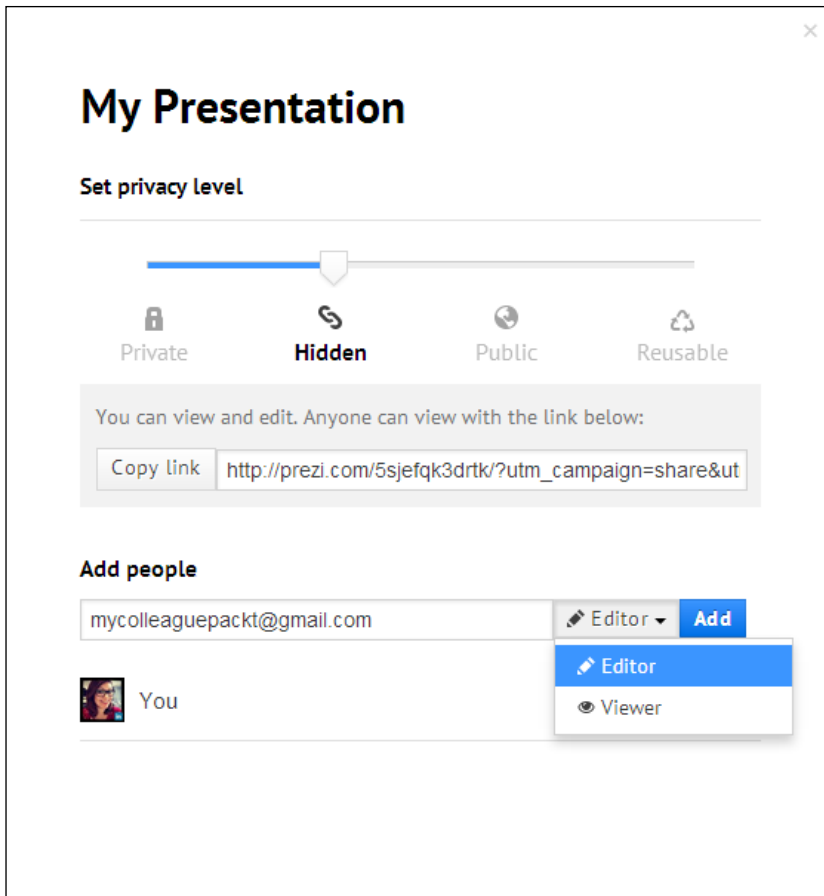 ×
My Presentation
Set privacy level
Private Hidden Public Reusable
You can view and edit. Anyone can view with the link below:
Copy link http://prezi.com/5sjefqk3drtk/?utm_campaign=share&ut
Add people
mycolleaguepackt@gmail.com Editor Add
Editor
You
Viewer